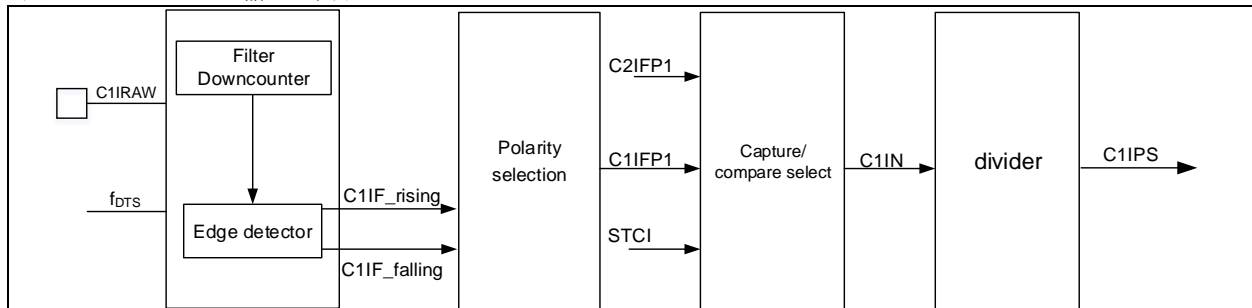 Filter
Downcounter
C1IRAW
fDTS
Edge detector
C1IF_rising
C1IF_falling
Polarity
selection
C2IFP1
C1IFP1
STCI
Capture/
compare select
C1IN
divider
C1IPS